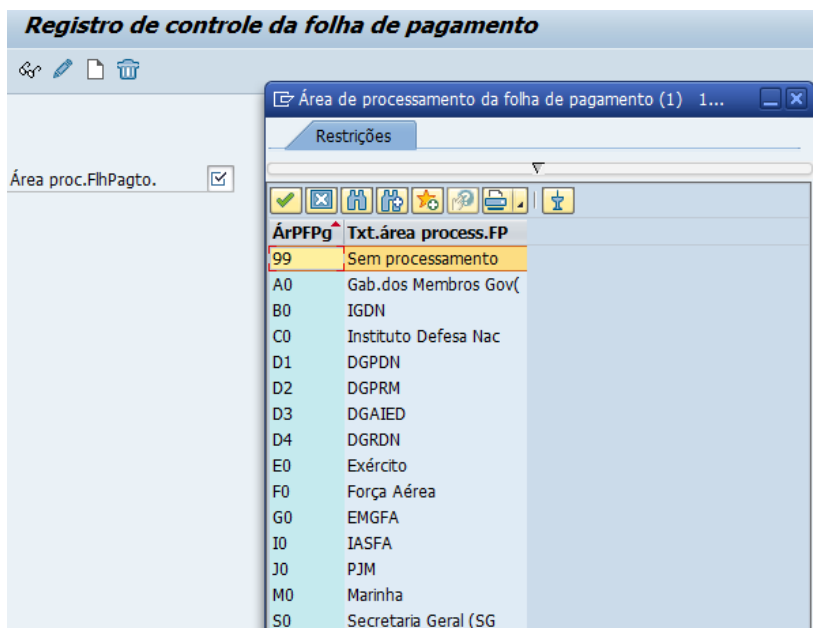 Registro de controle da folha de pagamento
Área de processamento da folha de pagamento (1) 1...
Restrições
Área proc.FlhPagto.
ÁrPFPg Txt.área process.FP
99 Sem processamento
A0 Gab.dos Membros Gov(
B0 IGDN
C0 Instituto Defesa Nac
D1 DGPDN
D2 DGPRM
D3 DGAIED
D4 DGRDN
E0 Exército
F0 Força Aérea
G0 EMGFA
I0 IASFA
J0 PJM
M0 Marinha
S0 Secretaria Geral (SG